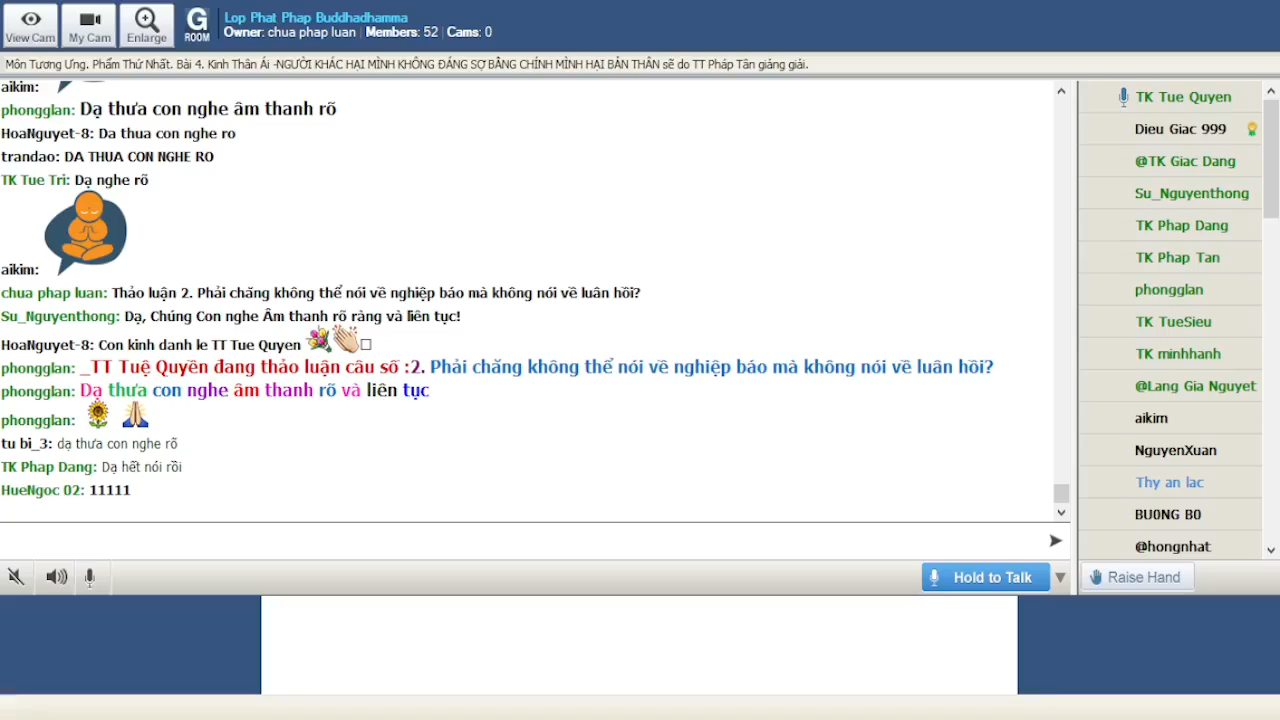 View Cam
My Cam
Enlarge
G
ROOM
Lop Phat Phap Buddhadhamma
Owner: chua phap luan | Members: 52 | Cams: 0
Môn Tương Ưng. Phẩm Thứ Nhất. Bài 4. Kinh Thân Ái -NGƯỜI KHÁC HẠI MÌNH KHÔNG ĐÁNG SỢ BẰNG CHÍNH MÌNH HẠI BẢN THÂN sẽ do TT Pháp Tân giảng giải.
aikim:
phongglan: Dạ thưa con nghe âm thanh rõ
HoaNguyet-8: Da thua con nghe ro
trandao: DA THUA CON NGHE RO
TK Tue Tri: Dạ nghe rõ
aikim:
chua phap luan: Thảo luận 2. Phải chăng không thể nói về nghiệp báo mà không nói về luân hồi?
Su_Nguyenthong: Dạ, Chúng Con nghe Âm thanh rõ ràng và liên tục!
HoaNguyet-8: Con kinh danh le TT Tue Quyen
phongglan: _TT Tuệ Quyền đang thảo luận câu số :2. Phải chăng không thể nói về nghiệp báo mà không nói về luân hồi?
phongglan: Dạ thưa con nghe âm thanh rõ và liên tục
phongglan:
tu bi_3: dạ thưa con nghe rõ
TK Phap Dang: Dạ hết nói rồi
HueNgoc 02: 11111
Hold to Talk
TK Tue Quyen
Dieu Giac 999
@TK Giac Dang
Su_Nguyenthong
TK Phap Dang
TK Phap Tan
phongglan
TK TueSieu
TK minhhanh
@Lang Gia Nguyet
aikim
NguyenXuan
Thy an lac
BU0NG B0
@hongnhat
Raise Hand